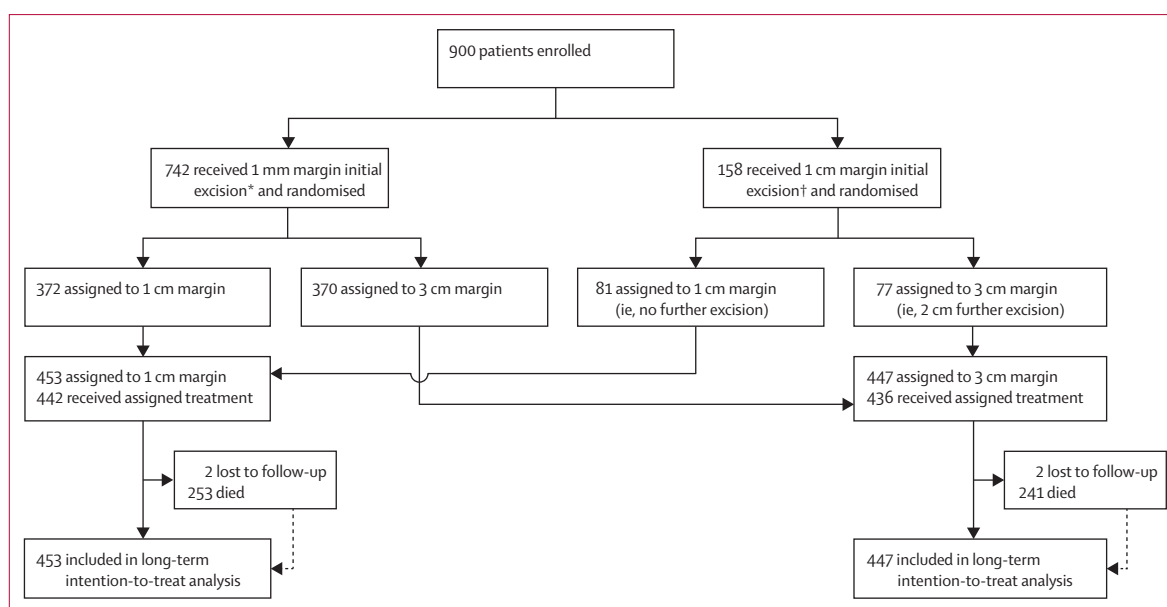 900 patients enrolled
742 received 1 mm margin initial
excision* and randomised
158 received 1 cm margin initial
excision† and randomised
372 assigned to 1 cm margin
370 assigned to 3 cm margin
81 assigned to 1 cm margin
(ie, no further excision)
77 assigned to 3 cm margin
(ie, 2 cm further excision)
453 assigned to 1 cm margin
442 received assigned treatment
447 assigned to 3 cm margin
436 received assigned treatment
2 lost to follow-up
253 died
2 lost to follow-up
241 died
453 included in long-term
intention-to-treat analysis
447 included in long-term
intention-to-treat analysis